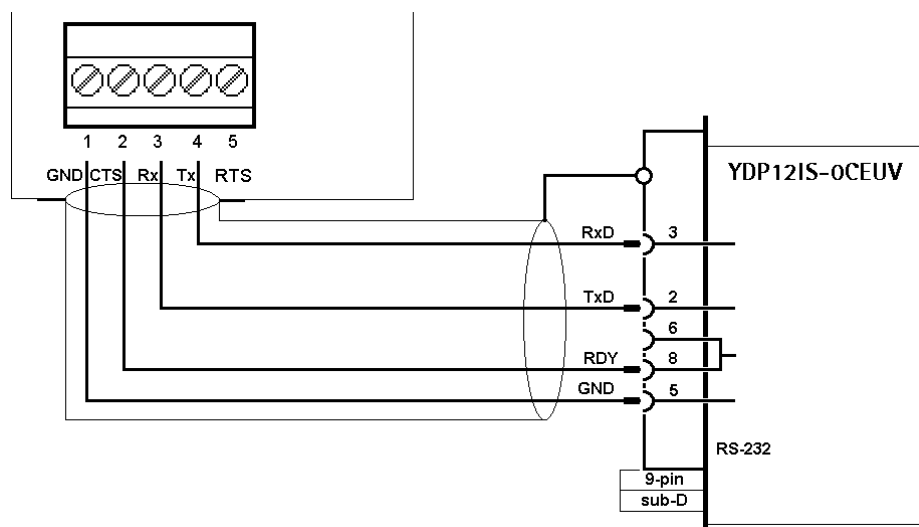 1 2 3 4 5
GND CTS Rx Tx RTS
YDP12IS-0CEUV
RxD 3
TxD 2
6
RDY 8
GND 5
RS-232
9-pin
sub-D